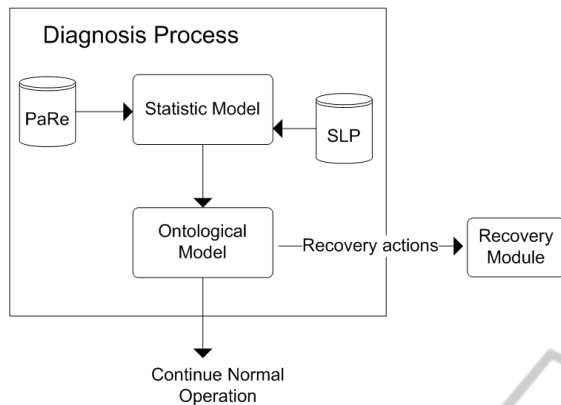 Diagnosis Process
PaRe
Statistic Model
SLP
Ontological
Model
Recovery actions
Recovery
Module
Continue Normal
Operation